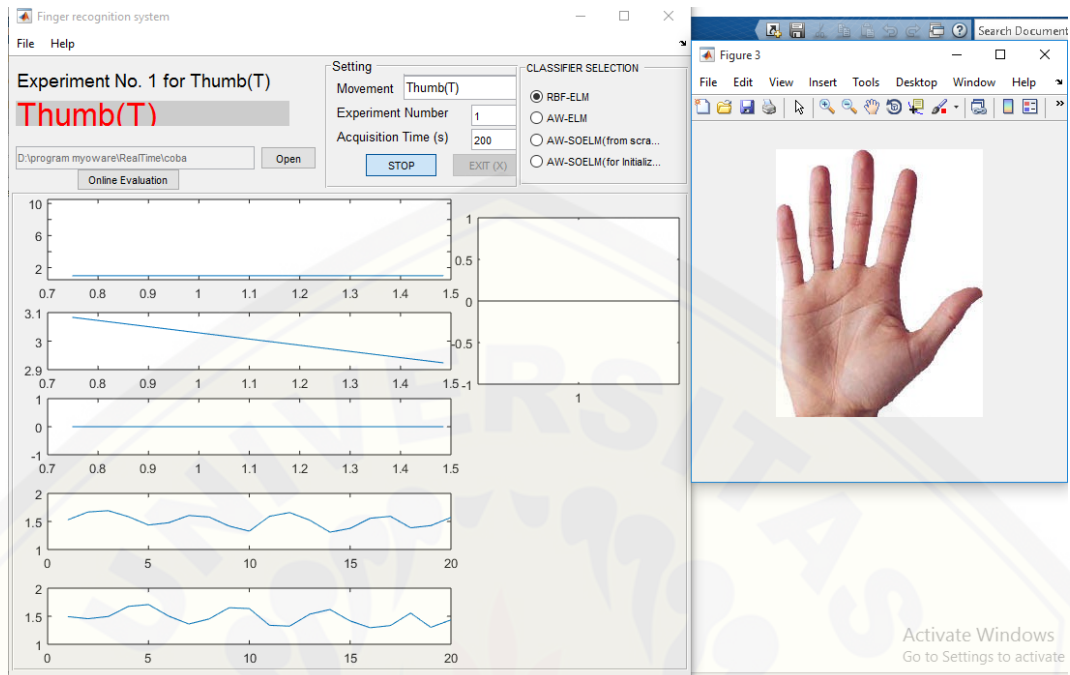 Finger recognition system
File Help
Experiment No. 1 for Thumb(T)
Thumb(T)
D:\program myoware\RealTime\coba
Open
Online Evaluation
Setting
Movement Thumb(T)
Experiment Number 1
Acquisition Time (s) 200
STOP EXIT (X)
CLASSIFIER SELECTION
RBF-ELM
AW-ELM
AW-SOELM(from scra...
AW-SOELM(for Initializ...
10
6
2
0.7 0.8 0.9 1 1.1 1.2 1.3 1.4 1.5
3.1
3
2.9
0.7 0.8 0.9 1 1.1 1.2 1.3 1.4 1.5
1
0
-1
0.7 0.8 0.9 1 1.1 1.2 1.3 1.4 1.5
2
1.5
1
0 5 10 15 20
2
1.5
1
0 5 10 15 20
1
0.5
0
-0.5
-1
1
Search Document
Figure 3
File Edit View Insert Tools Desktop Window Help
UNIVERSITAS
Activate Windows
Go to Settings to activate